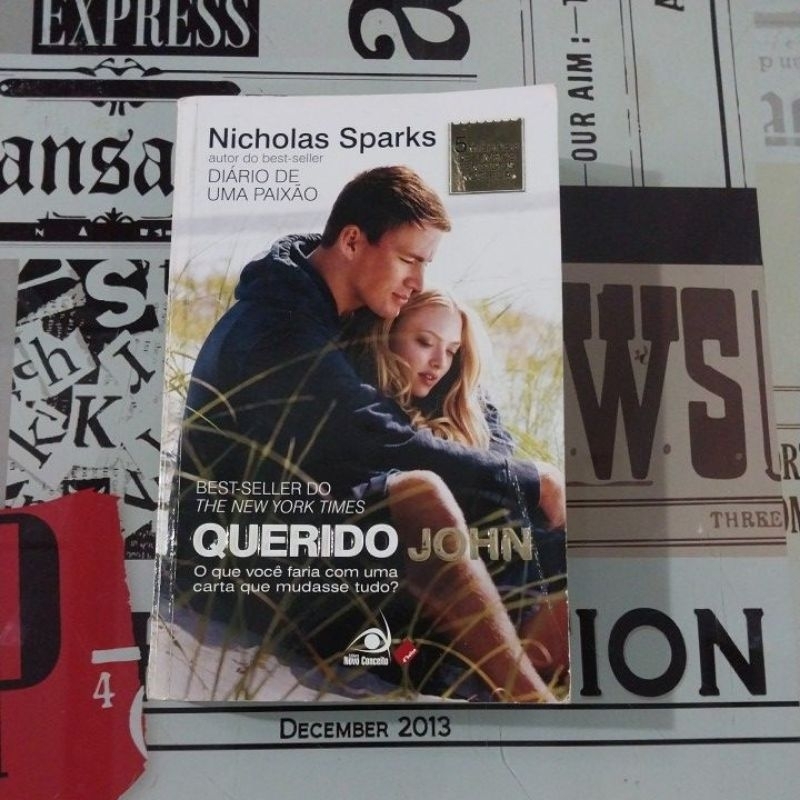 EXPRESS
ansa
OUR AIM :
Nicholas Sparks
autor do best-seller
DIÁRIO DE
UMA PAIXÃO
5
WS
THREE
BEST-SELLER DO
THE NEW YORK TIMES
QUERIDO JOHN
O que você faria com uma
carta que mudasse tudo?
Novo Conceito
ION
4
DECEMBER 2013